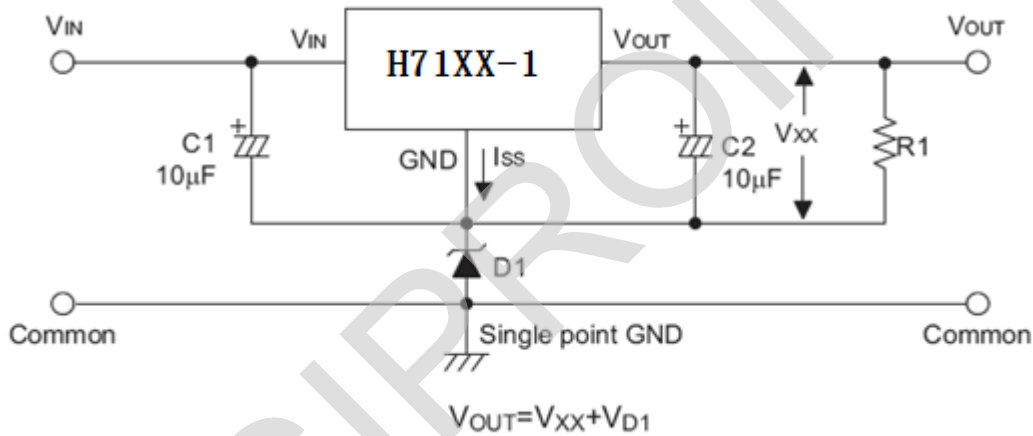 VIN
VIN
H71XX-1
VOUT
VOUT
C1
+
10μF
GND
ISS
+
C2
10μF
VXX
R1
D1
Common
Single point GND
Common
VOUT=VXX+VD1
SIPROIN